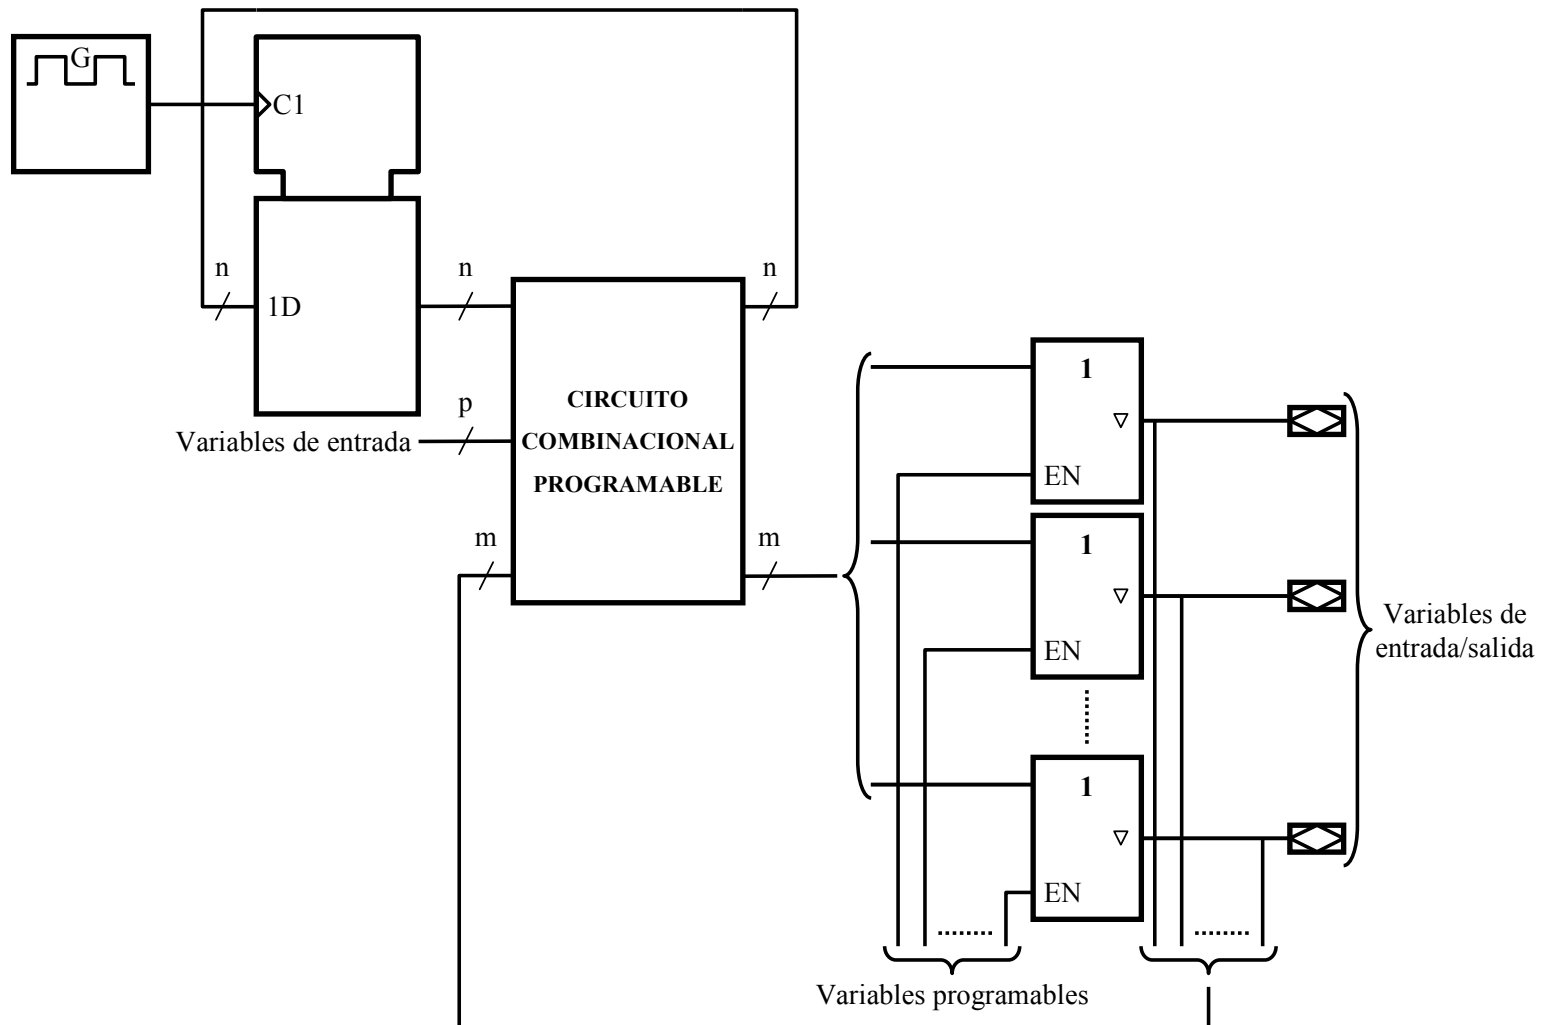 G
C1
n
n
n
1D
p
Variables de entrada
CIRCUITO
COMBINACIONAL
PROGRAMABLE
m
m
1
EN
1
EN
1
EN
Variables de
entrada/salida
Variables programables